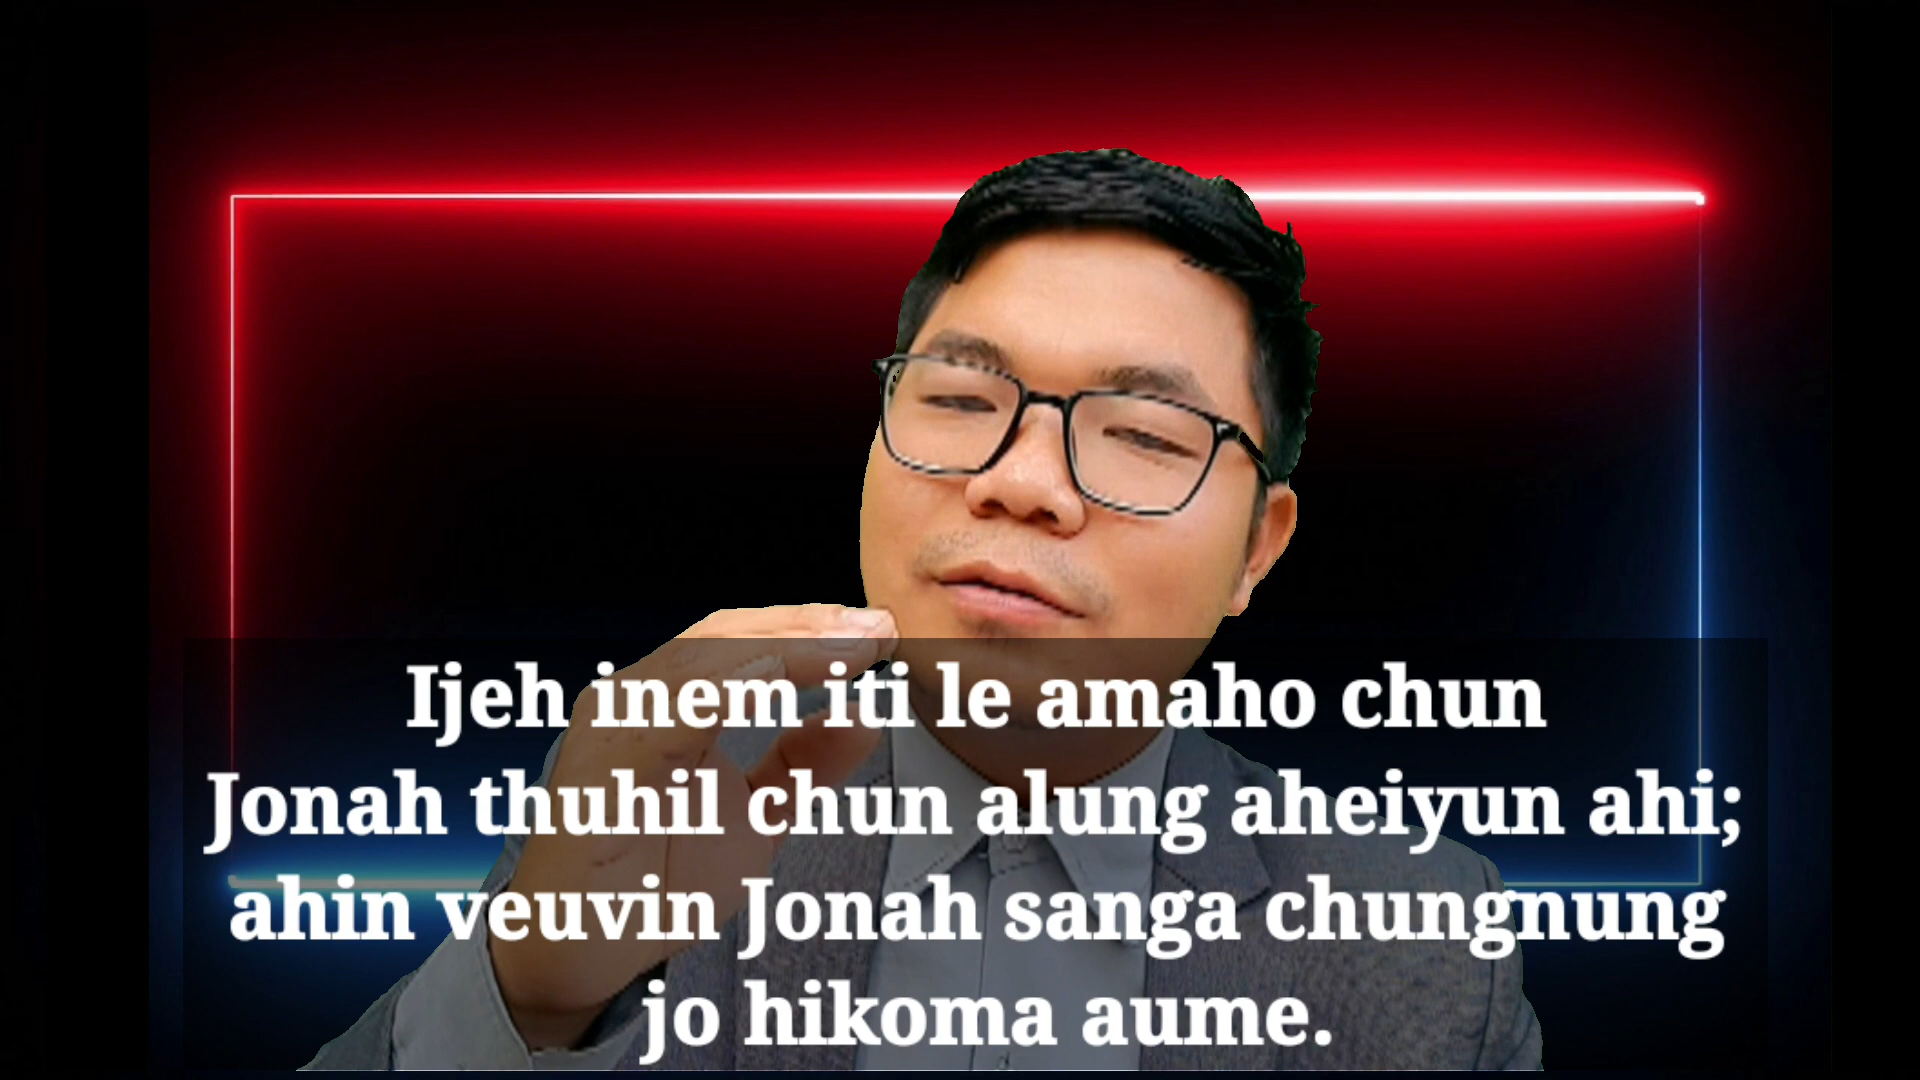 Ijeh inem iti le amaho chun
Jonah thuhil chun alung aheiyun ahi;
ahin veuvin Jonah sanga chungnung
jo hikoma aume.